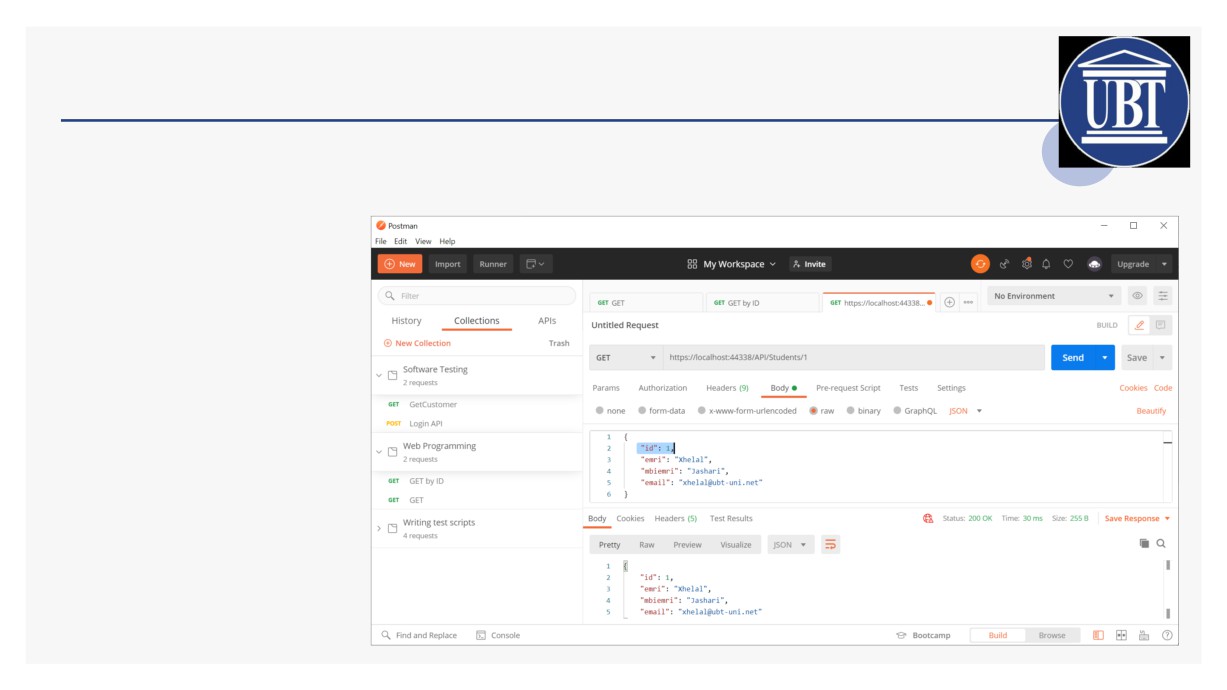 UBT
Postman
File Edit View Help
New Import Runner My Workspace Invite Upgrade
Filter
History Collections APIs
New Collection Trash
Software Testing
2 requests
GET GetCustomer
POST Login API
Web Programming
2 requests
GET GET by ID
GET GET
Writing test scripts
4 requests
GET GET GET GET by ID GET https://localhost:44338... No Environment
Untitled Request BUILD
GET https://localhost:44338/API/Students/1 Send Save
Params Authorization Headers (9) Body Pre-request Script Tests Settings Cookies Code
none form-data x-www-form-urlencoded raw binary GraphQL JSON Beautify
1 {
2 "id": 1,
3 "emri": "Xhelal",
4 "mbiemri": "Jashari",
5 "email": "xhelal@ubt-uni.net"
6 }
Body Cookies Headers (5) Test Results Status: 200 OK Time: 30 ms Size: 255 B Save Response
Pretty Raw Preview Visualize JSON
1 {
2 "id": 1,
3 "emri": "Xhelal",
4 "mbiemri": "Jashari",
5 "email": "xhelal@ubt-uni.net"
Find and Replace Console Bootcamp Build Browse